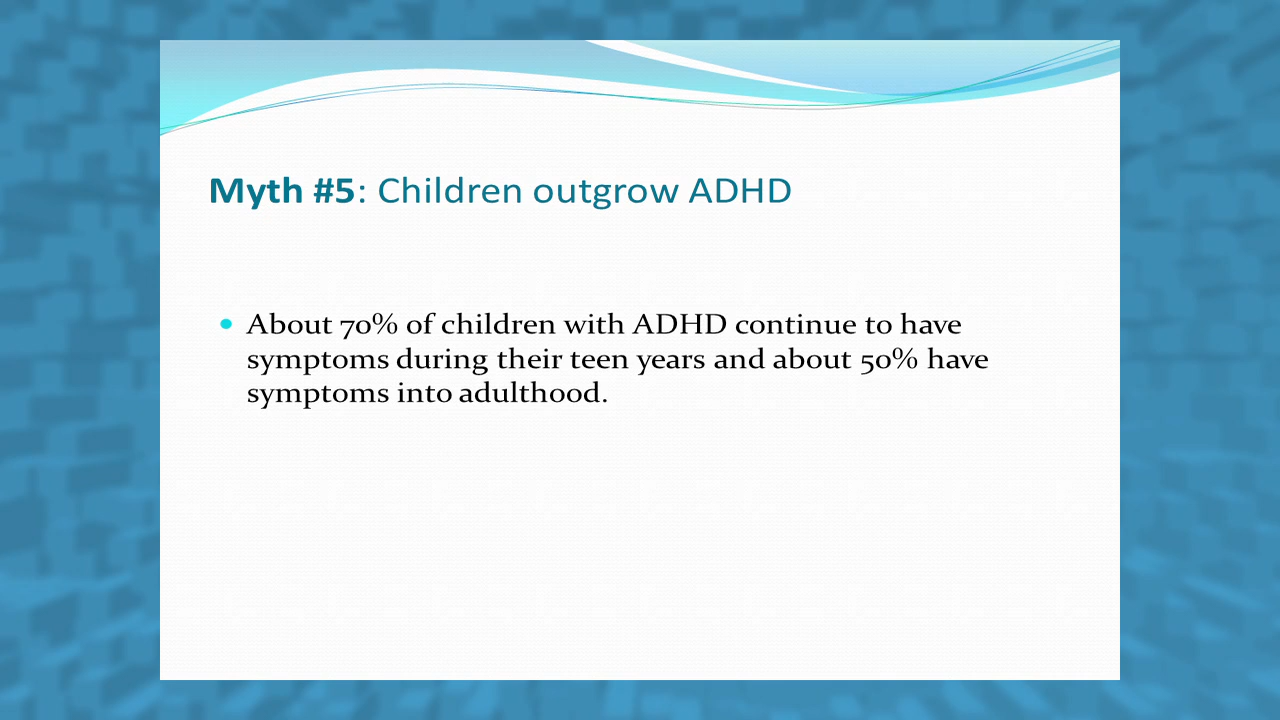 Myth #5: Children outgrow ADHD
About 70% of children with ADHD continue to have
symptoms during their teen years and about 50% have
symptoms into adulthood.